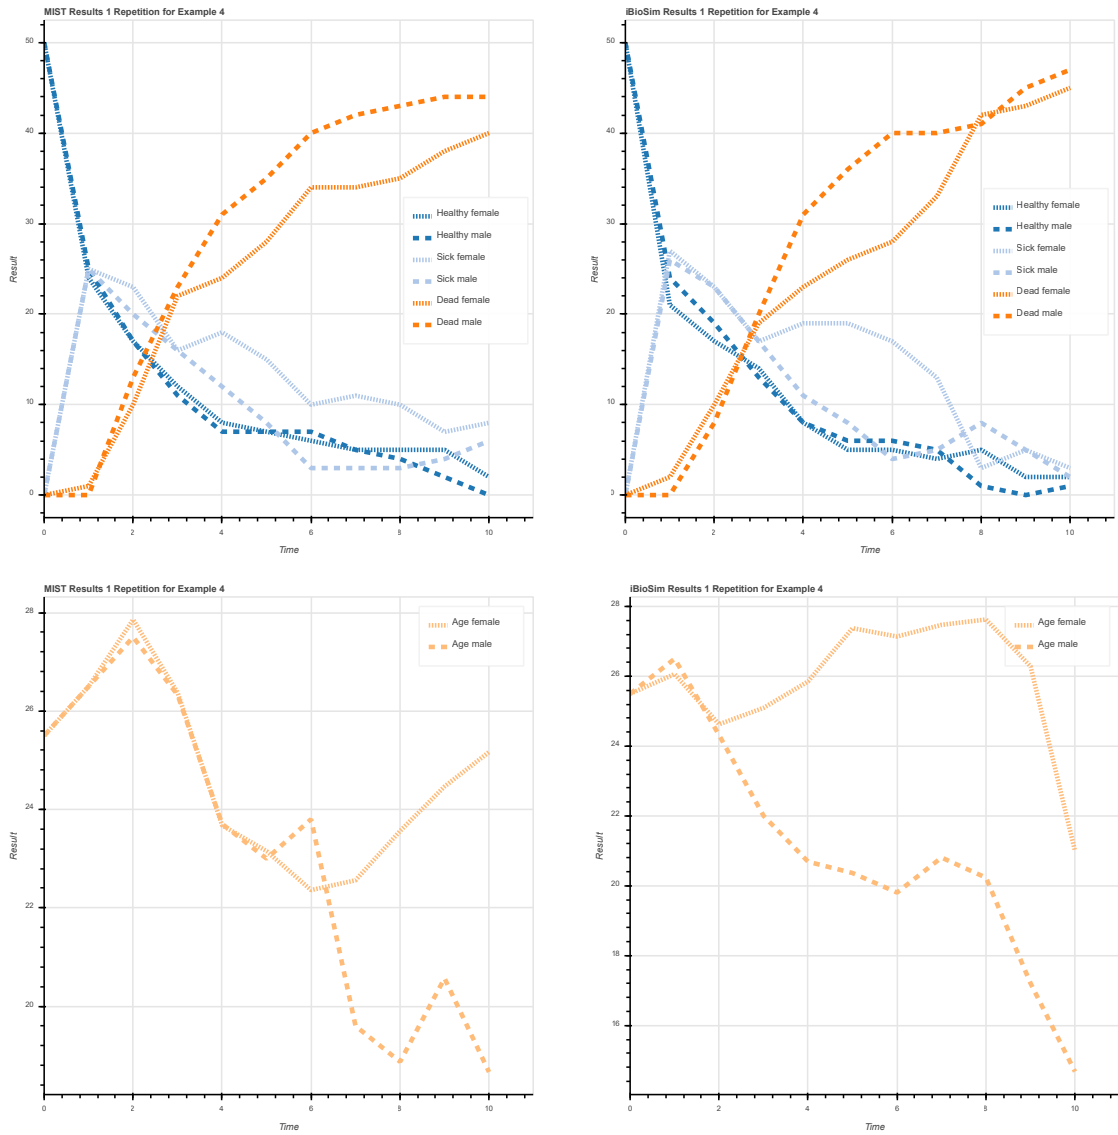 MIST Results 1 Repetition for Example 4
50
40
30
20
10
0
Result
0 2 4 6 8 10
Time
Healthy female
Healthy male
Sick female
Sick male
Dead female
Dead male
iBioSim Results 1 Repetition for Example 4
50
40
30
20
10
0
Result
0 2 4 6 8 10
Time
Healthy female
Healthy male
Sick female
Sick male
Dead female
Dead male
MIST Results 1 Repetition for Example 4
28
26
24
22
20
Result
0 2 4 6 8 10
Time
Age female
Age male
iBioSim Results 1 Repetition for Example 4
28
26
24
22
20
18
16
Result
0 2 4 6 8 10
Time
Age female
Age male